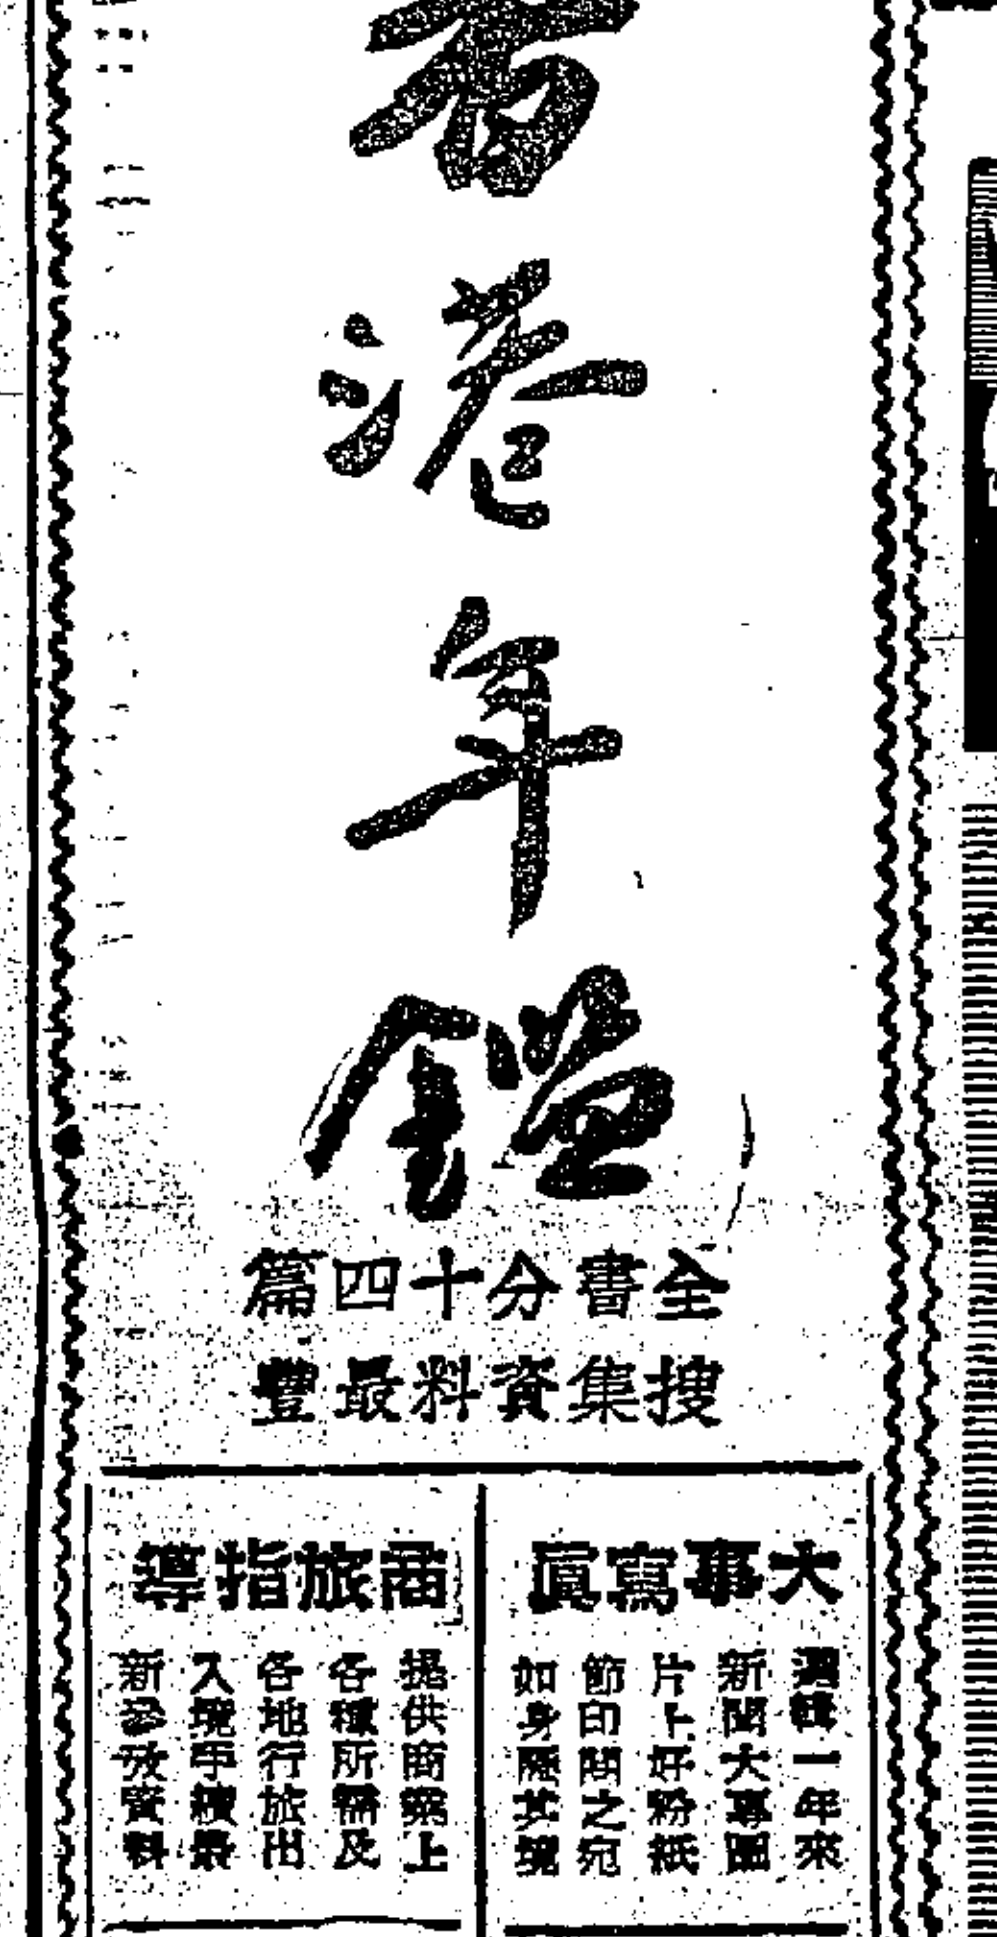 香港年鑑
全書分十四篇
搜集資料最豐
大事寫真
選輯一年來
新聞大事圖
片上好粉紙
節印閱之宛
如身歷其境
商旅指導
提供商務上
各種所需及
各地行旅出
入境手續最
新資料